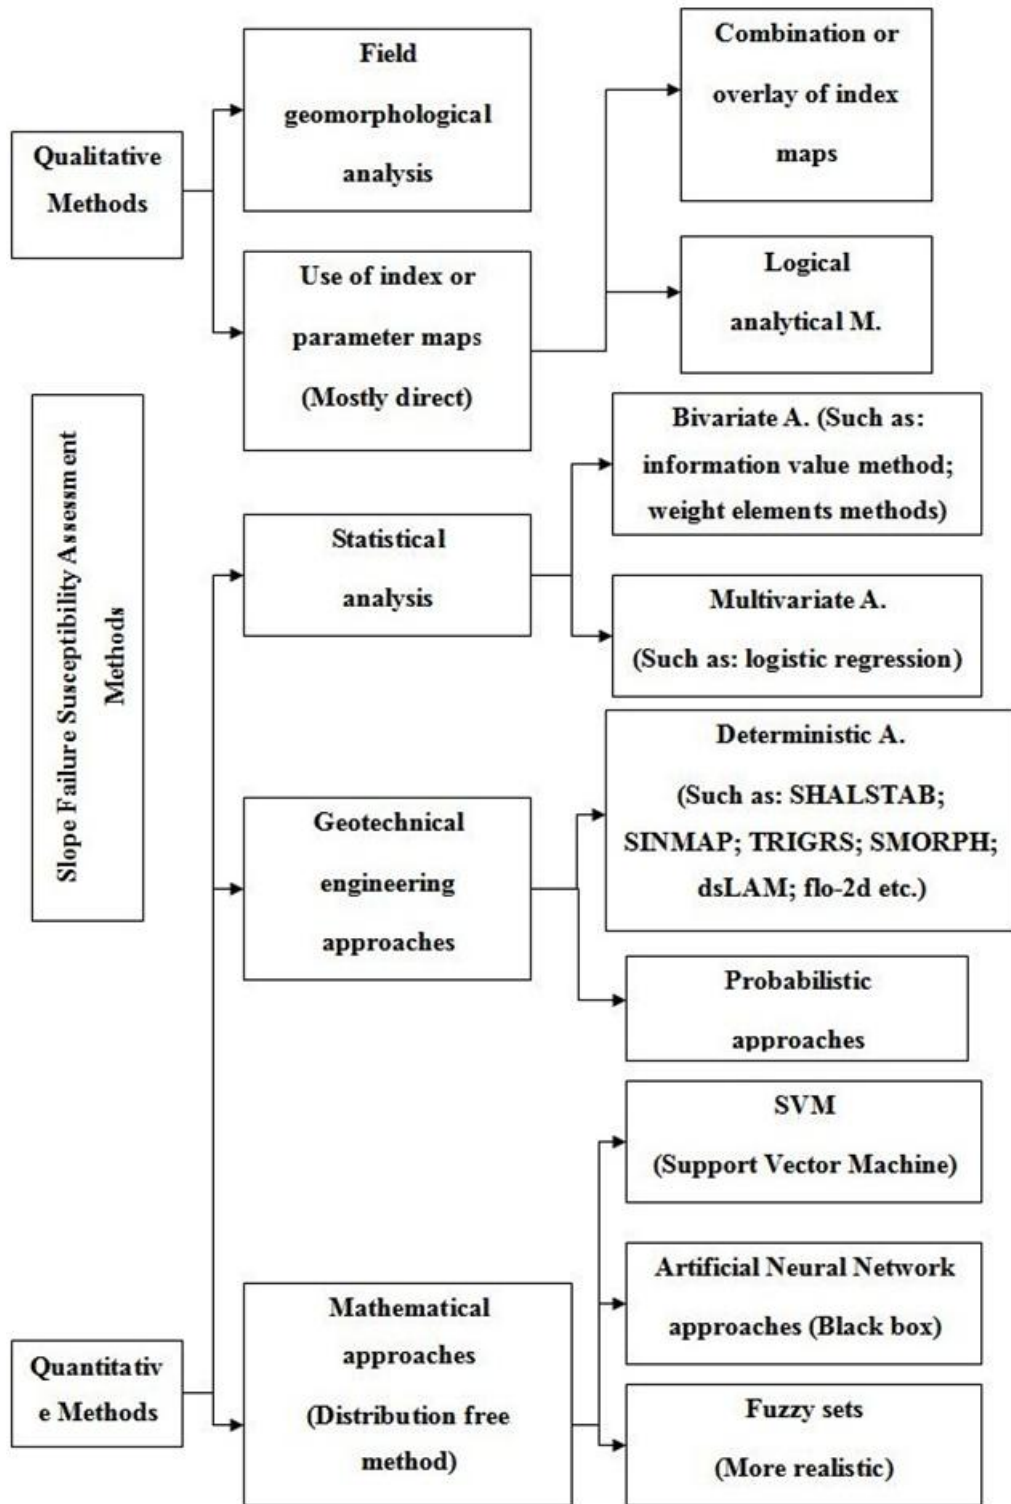 Qualitative
Methods
Field
geomorphological
analysis
Use of index or
parameter maps
(Mostly direct)
Combination or
overlay of index
maps
Logical
analytical M.
Slope Failure Susceptibility Assessment
Methods
Quantitativ
e Methods
Statistical
analysis
Bivariate A. (Such as:
information value method;
weight elements methods)
Multivariate A.
(Such as: logistic regression)
Geotechnical
engineering
approaches
Deterministic A.
(Such as: SHALSTAB;
SINMAP; TRIGRS; SMORPH;
dsLAM; flo-2d etc.)
Probabilistic
approaches
Mathematical
approaches
(Distribution free
method)
SVM
(Support Vector Machine)
Artificial Neural Network
approaches (Black box)
Fuzzy sets
(More realistic)